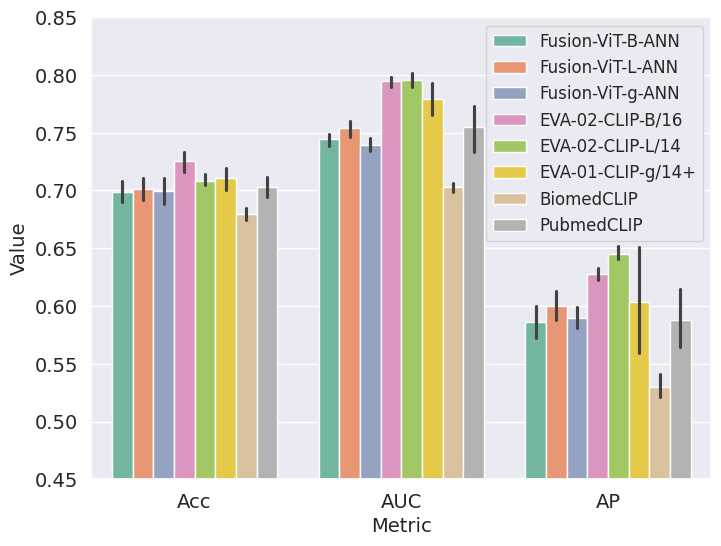 0.85
0.80
0.75
0.70
0.65
0.60
0.55
0.50
0.45
Value
Acc
AUC
AP
Metric
Fusion-ViT-B-ANN
Fusion-ViT-L-ANN
Fusion-ViT-g-ANN
EVA-02-CLIP-B/16
EVA-02-CLIP-L/14
EVA-01-CLIP-g/14+
BiomedCLIP
PubmedCLIP